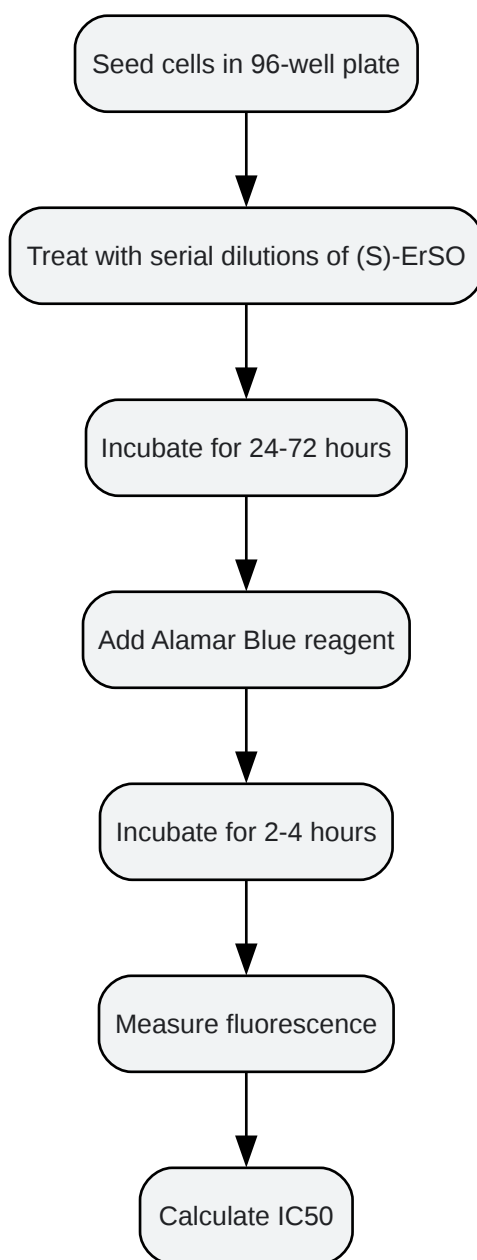 Seed cells in 96-well plate
Treat with serial dilutions of (S)-ErSO
Incubate for 24-72 hours
Add Alamar Blue reagent
Incubate for 2-4 hours
Measure fluorescence
Calculate IC50